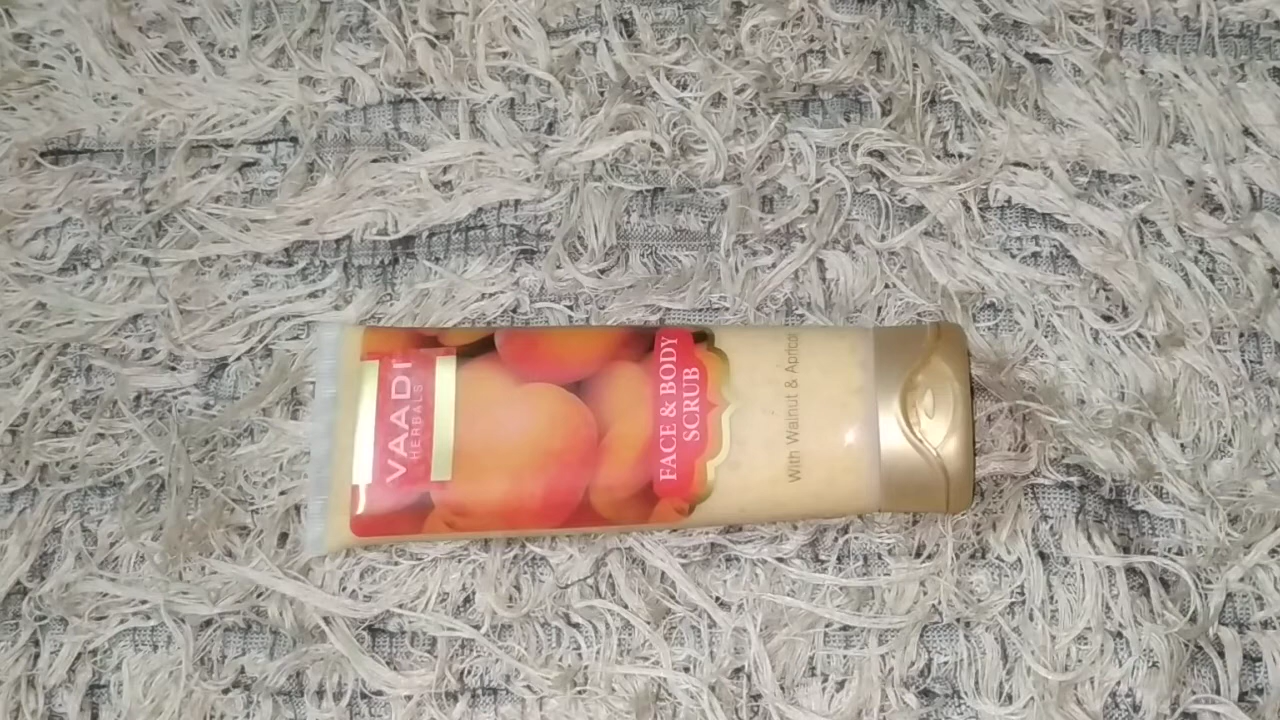 VAADI
HERBALS
FACE & BODY
SCRUB
With Walnut & Apricot